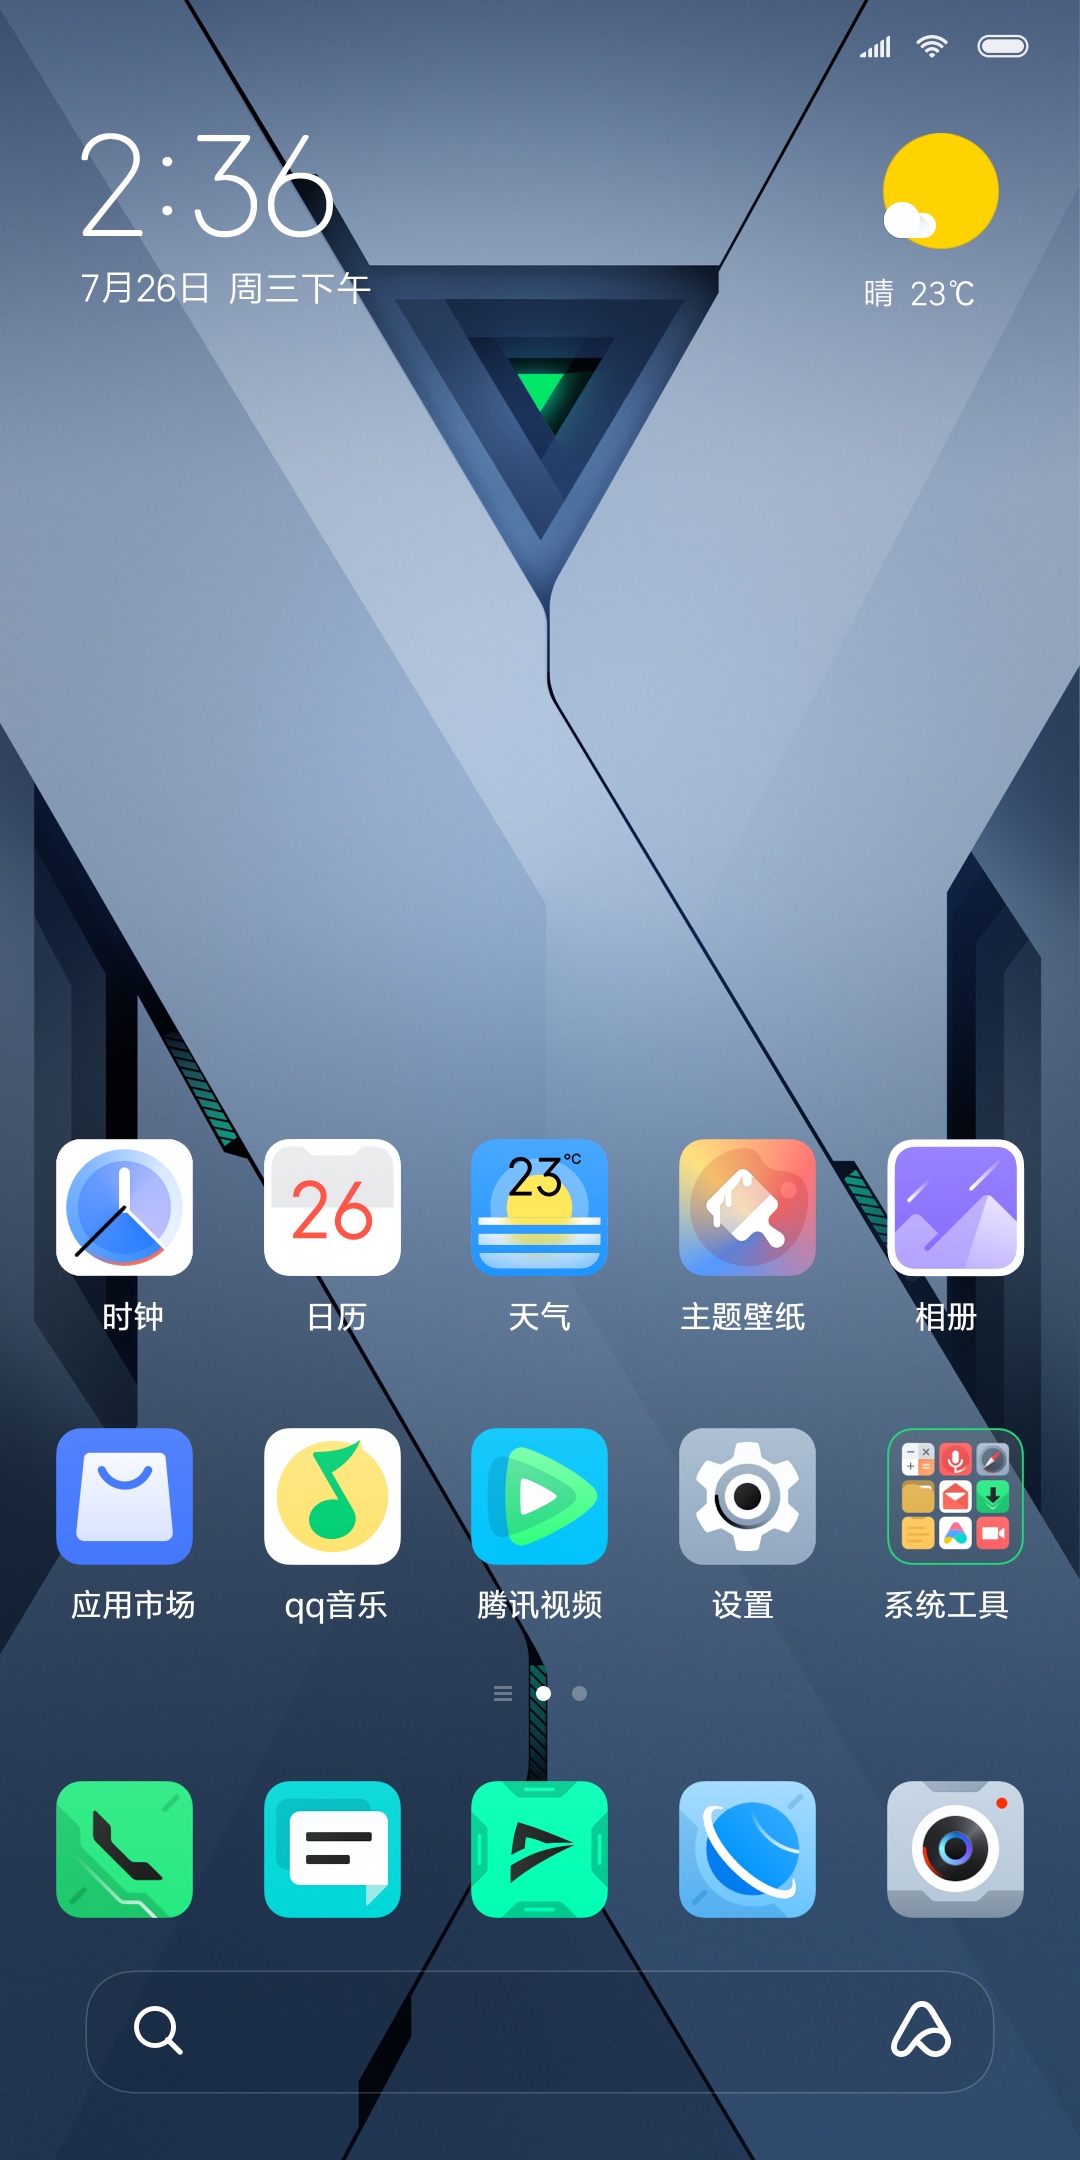 2:36
7月26日 周三下午
晴 23℃
26
23℃
时钟
日历
天气
主题壁纸
相册
应用市场
qq音乐
腾讯视频
设置
系统工具